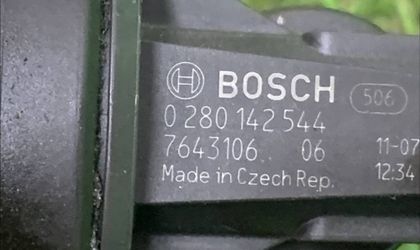 BOSCH 506
0 280 142 544
7643106 06 11-07
Made in Czech Rep. 12:34